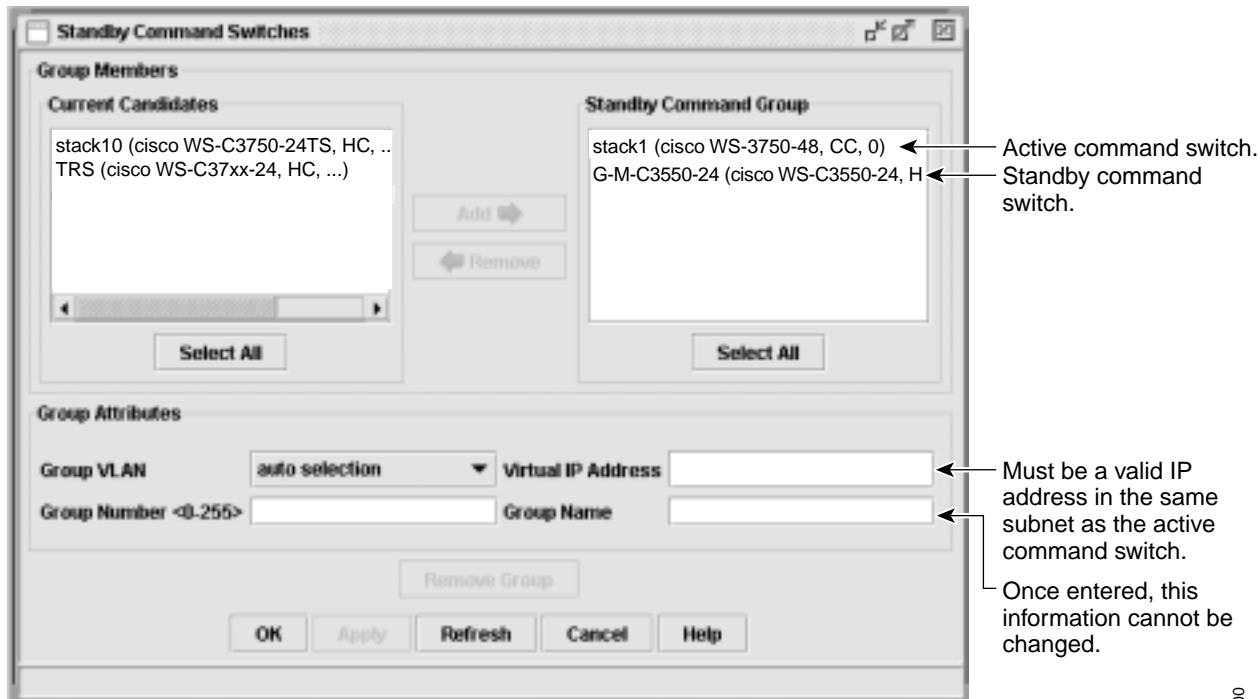 Standby Command Switches
Group Members
Current Candidates
stack10 (cisco WS-C3750-24TS, HC, ..
TRS (cisco WS-C37xx-24, HC, ...)
Select All
Add
Remove
Standby Command Group
stack1 (cisco WS-3750-48, CC, 0)
G-M-C3550-24 (cisco WS-C3550-24, H
Select All
Active command switch.
Standby command
switch.
Group Attributes
Group VLAN
auto selection
Virtual IP Address
Group Number <0-255>
Group Name
Must be a valid IP
address in the same
subnet as the active
command switch.
Once entered, this
information cannot be
changed.
Remove Group
OK
Apply
Refresh
Cancel
Help